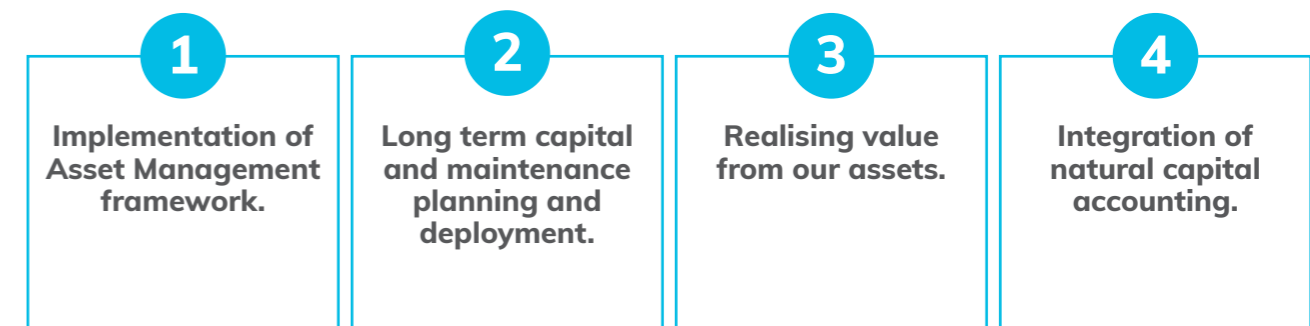 1
Implementation of
Asset Management
framework.
2
Long term capital
and maintenance
planning and
deployment.
3
Realising value
from our assets.
4
Integration of
natural capital
accounting.